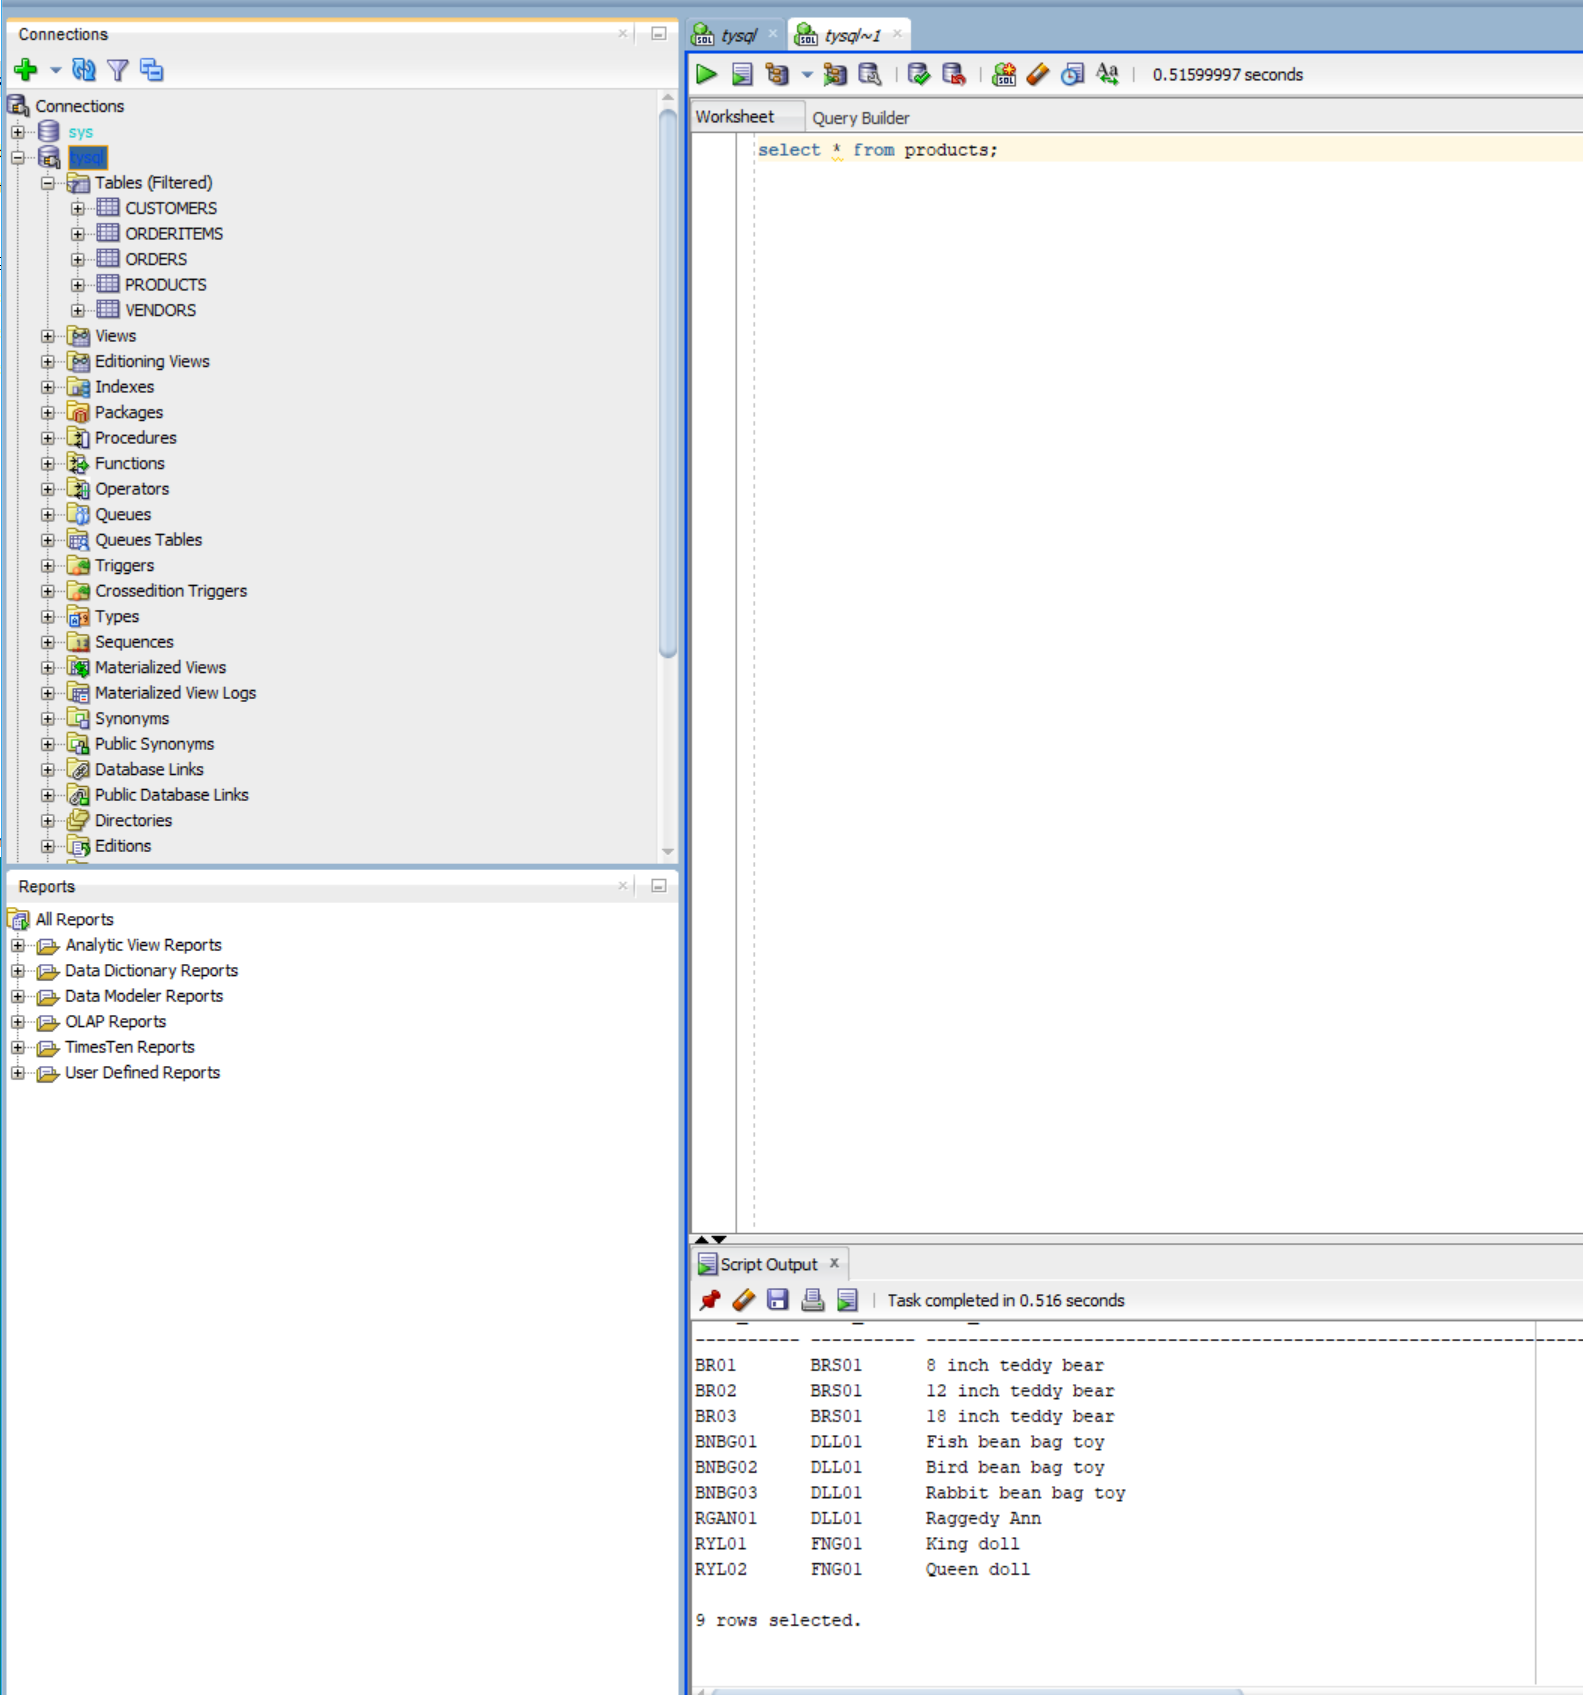 Connections
Connections
sys
tysql
Tables (Filtered)
CUSTOMERS
ORDERITEMS
ORDERS
PRODUCTS
VENDORS
Views
Editioning Views
Indexes
Packages
Procedures
Functions
Operators
Queues
Queues Tables
Triggers
Crossedition Triggers
Types
Sequences
Materialized Views
Materialized View Logs
Synonyms
Public Synonyms
Database Links
Public Database Links
Directories
Editions
Reports
All Reports
Analytic View Reports
Data Dictionary Reports
Data Modeler Reports
OLAP Reports
TimesTen Reports
User Defined Reports
tysql tysql~1
0.51599997 seconds
Worksheet Query Builder
select * from products;
Script Output
Task completed in 0.516 seconds
BR01 BRS01 8 inch teddy bear
BR02 BRS01 12 inch teddy bear
BR03 BRS01 18 inch teddy bear
BNBG01 DLL01 Fish bean bag toy
BNBG02 DLL01 Bird bean bag toy
BNBG03 DLL01 Rabbit bean bag toy
RGAN01 DLL01 Raggedy Ann
RYL01 FNG01 King doll
RYL02 FNG01 Queen doll
9 rows selected.